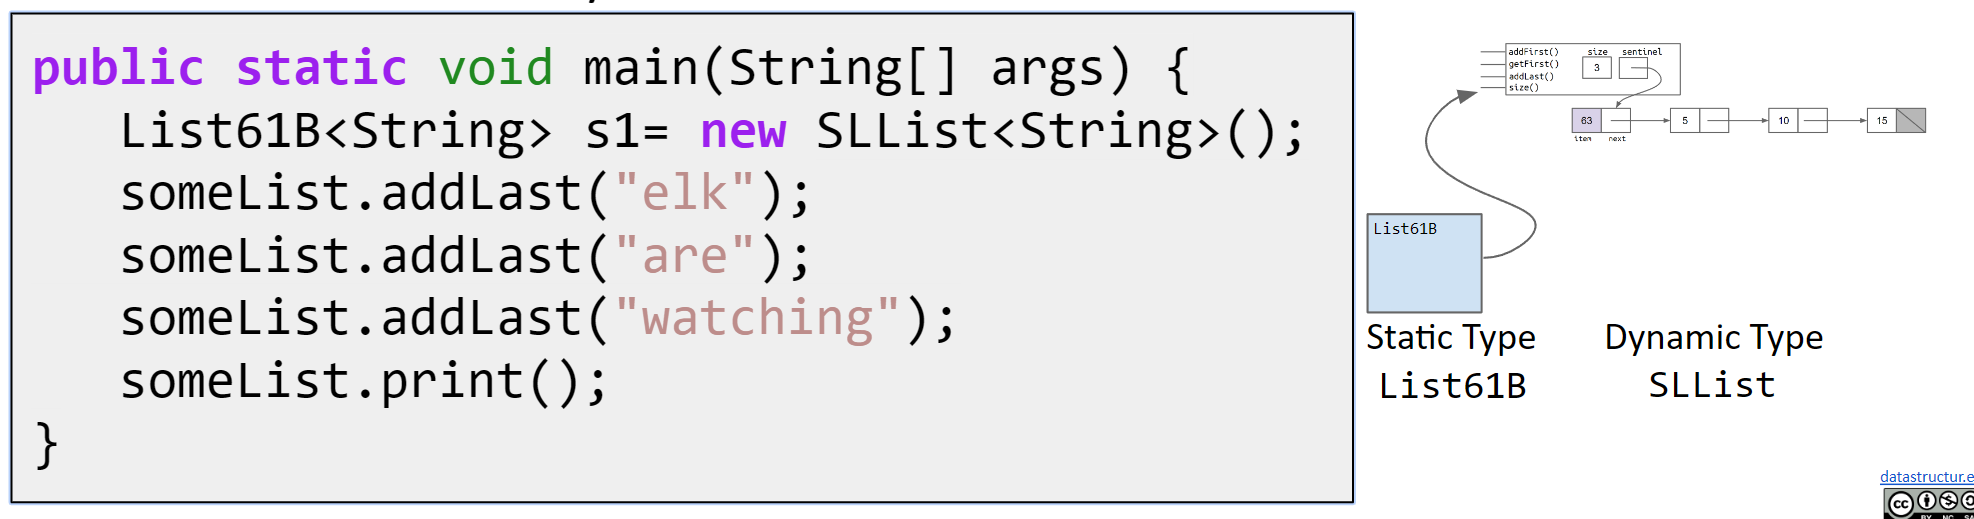 public static void main(String[] args) {
List61B<String> s1= new SLList<String>();
someList.addLast("elk");
someList.addLast("are");
someList.addLast("watching");
someList.print();
}
addFirst()
getFirst()
addLast()
size()
size sentinel
3
63 5 10 15
item next
List61B
Static Type Dynamic Type
List61B SLList
datastructur.e
cc